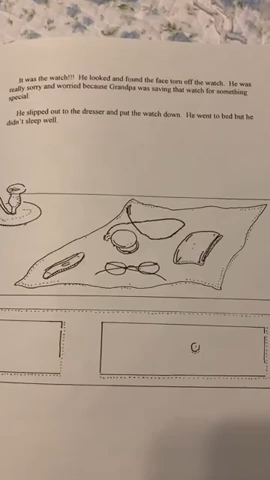 It was the watch!!! He looked and found the face torn off the watch. He was
really sorry and worried because Grandpa was saving that watch for something
special.
He slipped out to the dresser and put the watch down. He went to bed but he
didn't sleep well.